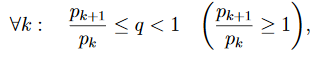 ∀k : p_{k+1}/p_k ≤ q < 1 (p_{k+1}/p_k ≥ 1),